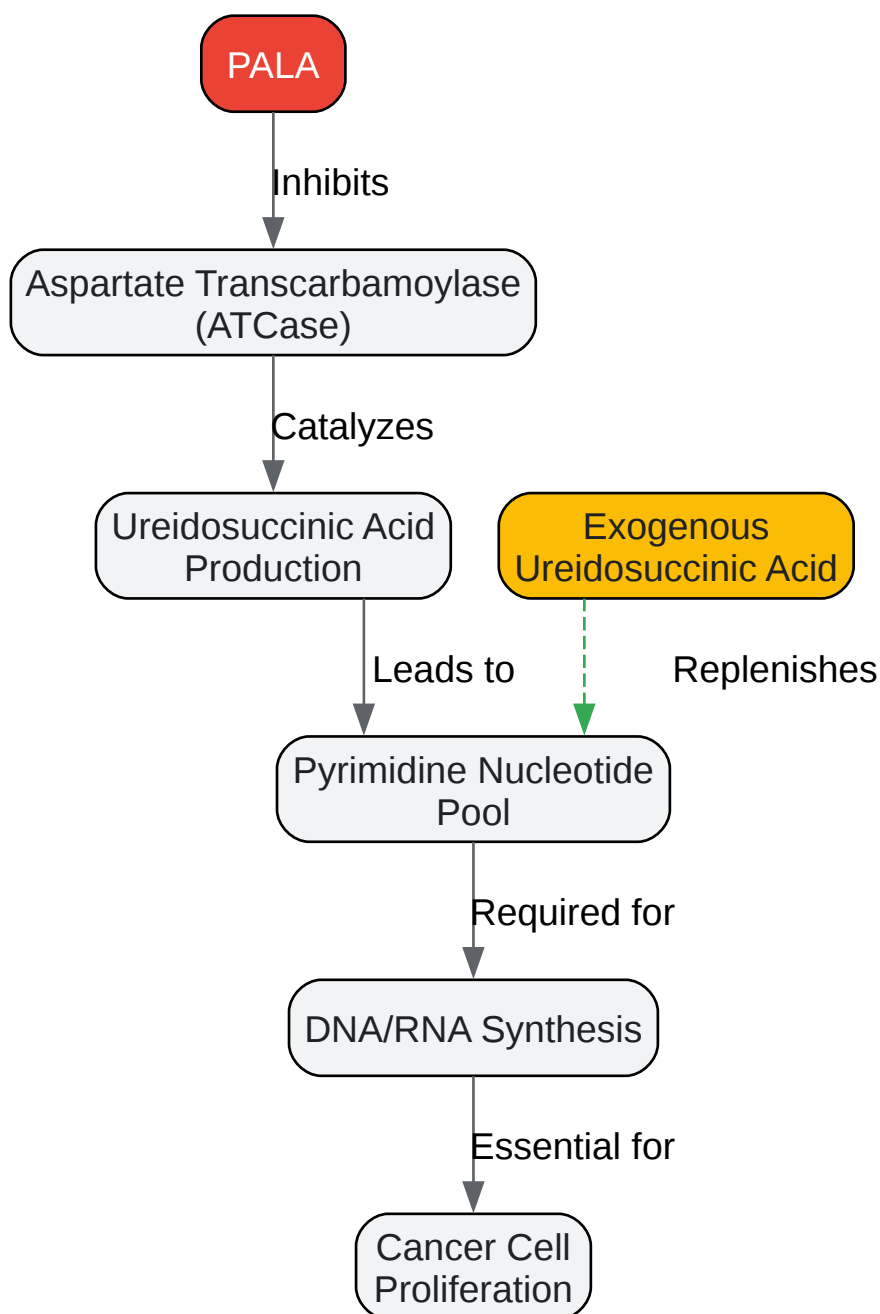 PALA
Inhibits
Aspartate Transcarbamoylase
(ATCase)
Catalyzes
Ureidosuccinic Acid
Production
Exogenous
Ureidosuccinic Acid
Leads to
Replenishes
Pyrimidine Nucleotide
Pool
Required for
DNA/RNA Synthesis
Essential for
Cancer Cell
Proliferation